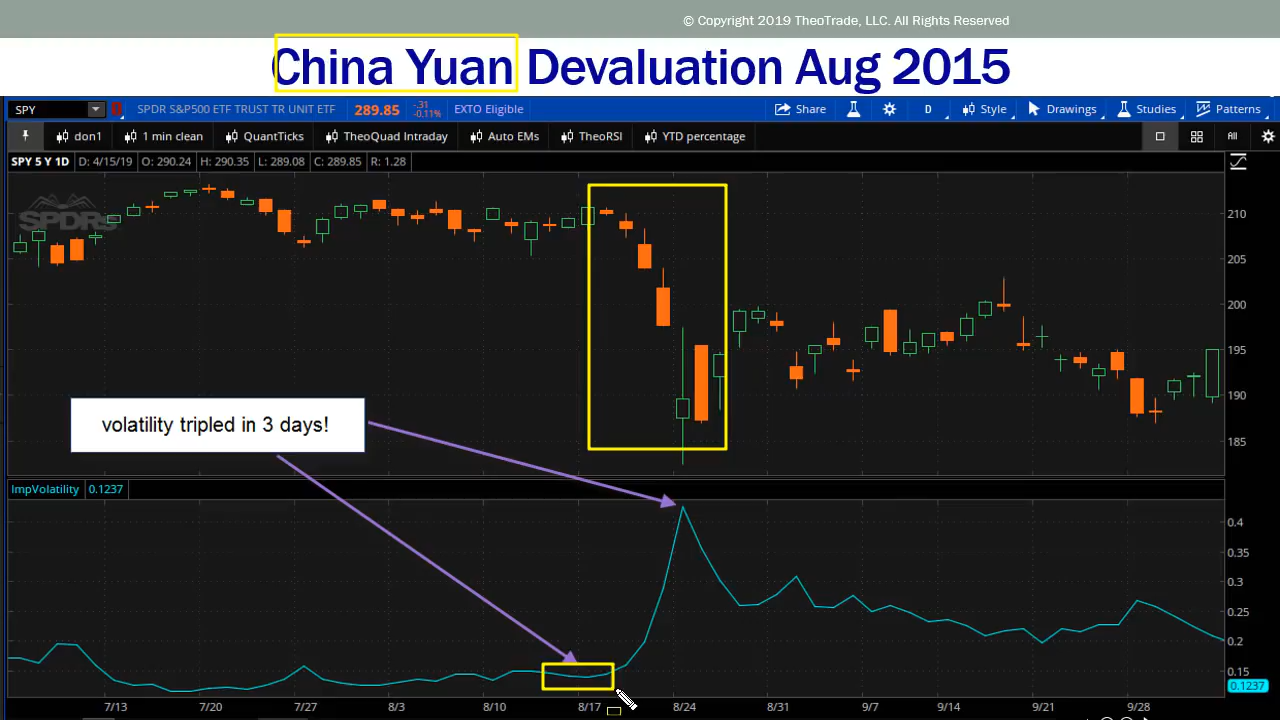 © Copyright 2019 TheoTrade, LLC. All Rights Reserved
China Yuan Devaluation Aug 2015
SPY SPDR S&P500 ETF TRUST TR UNIT ETF 289.85 -.31 -0.11% EXTO Eligible Share D Style Drawings Studies Patterns
don1 1 min clean QuantTicks TheoQuad Intraday Auto EMs TheoRSI YTD percentage All
SPY 5 Y 1D D: 4/15/19 O: 290.24 H: 290.35 L: 289.08 C: 289.85 R: 1.28
SPDRs
210
205
200
195
190
185
volatility tripled in 3 days!
ImpVolatility 0.1237
0.4
0.35
0.3
0.25
0.2
0.15
0.1237
7/13 7/20 7/27 8/3 8/10 8/17 8/24 8/31 9/7 9/14 9/21 9/28